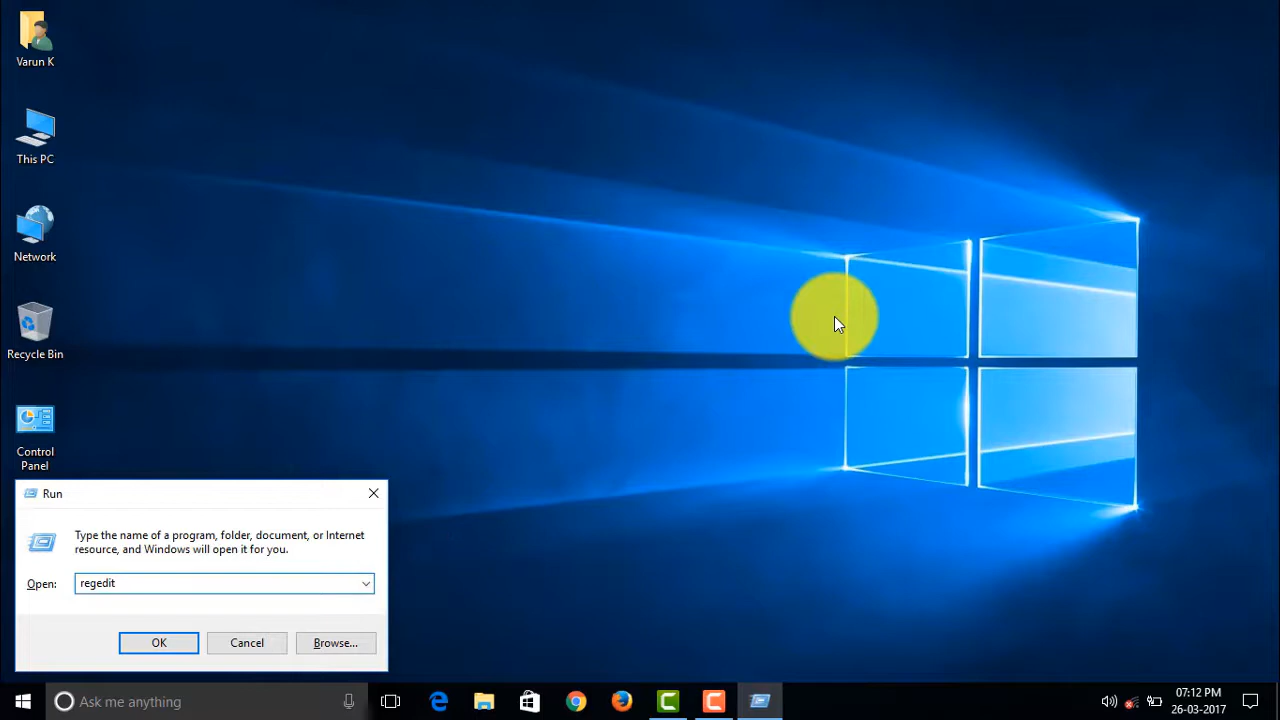 Varun K
This PC
Network
Recycle Bin
Control
Panel
Run
Type the name of a program, folder, document, or Internet
resource, and Windows will open it for you.
Open: regedit
OK Cancel Browse...
Ask me anything
07:12 PM
26-03-2017